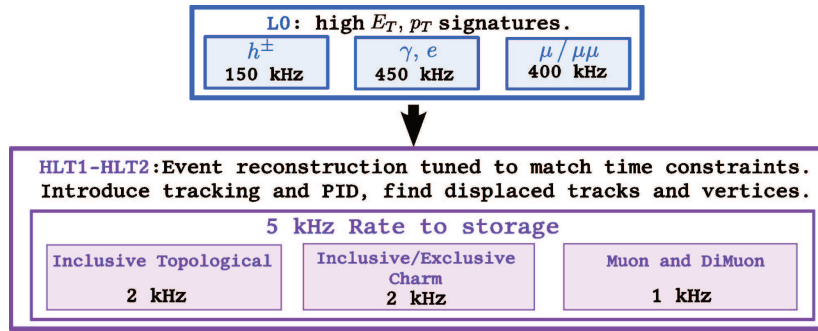 L0: high E_T, p_T signatures.
h^±
150 kHz
γ, e
450 kHz
μ / μμ
400 kHz
HLT1-HLT2:Event reconstruction tuned to match time constraints.
Introduce tracking and PID, find displaced tracks and vertices.
5 kHz Rate to storage
Inclusive Topological
2 kHz
Inclusive/Exclusive
Charm
2 kHz
Muon and DiMuon
1 kHz